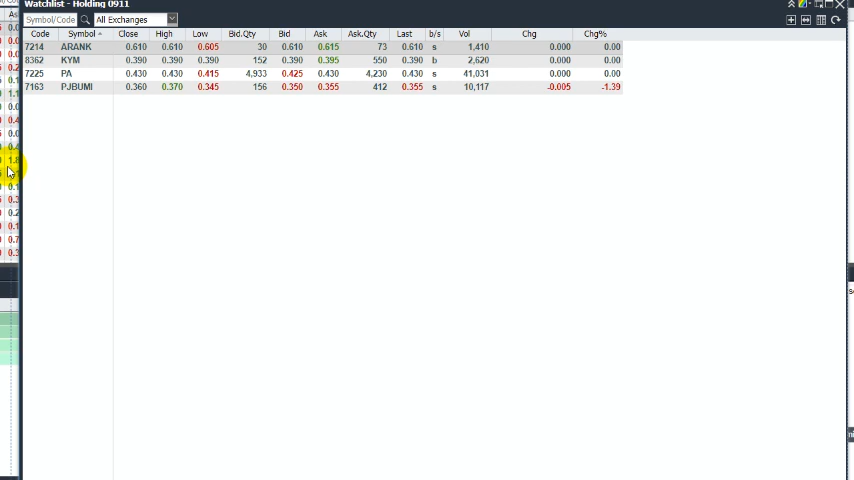 Watchlist - Holding 0911
Symbol/Code All Exchanges
Code Symbol Close High Low Bid.Qty Bid Ask Ask.Qty Last b/s Vol Chg Chg%
7214 ARANK 0.610 0.610 0.605 30 0.610 0.615 73 0.610 s 1,410 0.000 0.00
8362 KYM 0.390 0.390 0.390 152 0.390 0.395 550 0.390 b 2,620 0.000 0.00
7225 PA 0.430 0.430 0.415 4,933 0.425 0.430 4,230 0.430 s 41,031 0.000 0.00
7163 PJBUMI 0.360 0.370 0.345 156 0.350 0.355 412 0.355 s 10,117 -0.005 -1.39